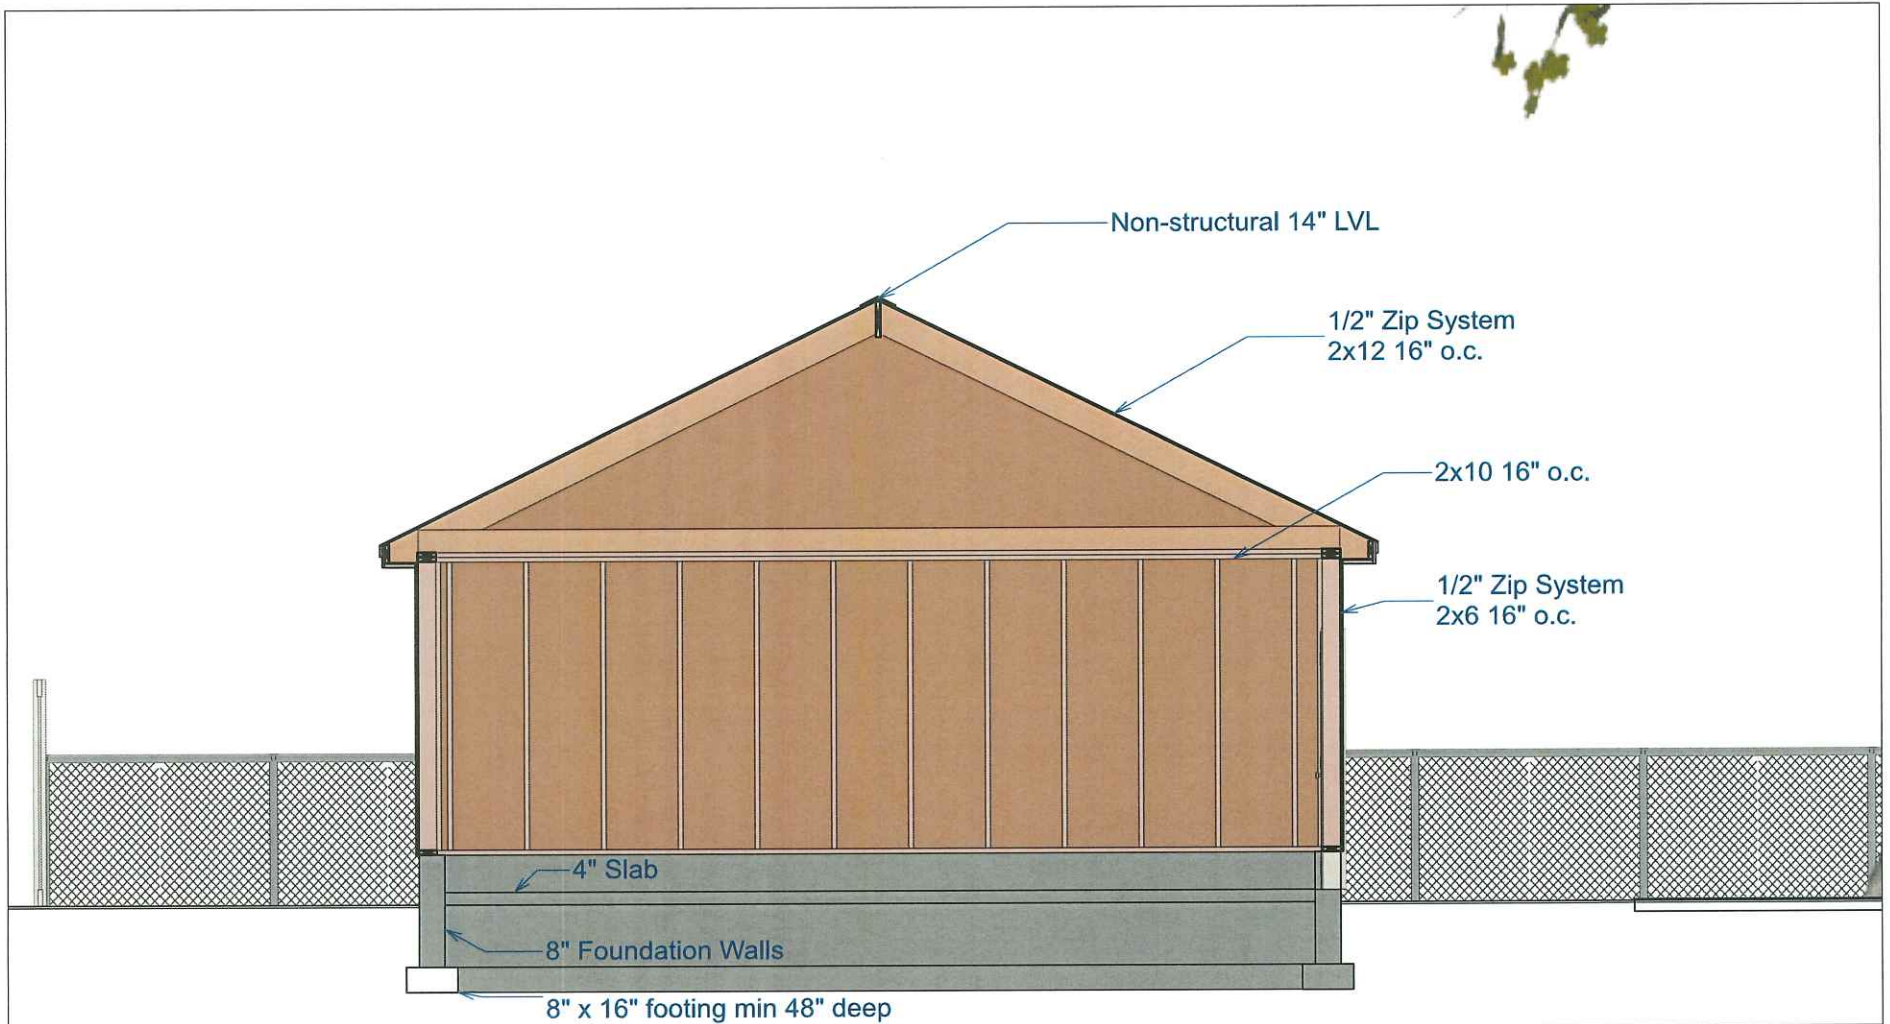 Non-structural 14" LVL
1/2" Zip System
2x12 16" o.c.
2x10 16" o.c.
1/2" Zip System
2x6 16" o.c.
4" Slab
8" Foundation Walls
8" x 16" footing min 48" deep